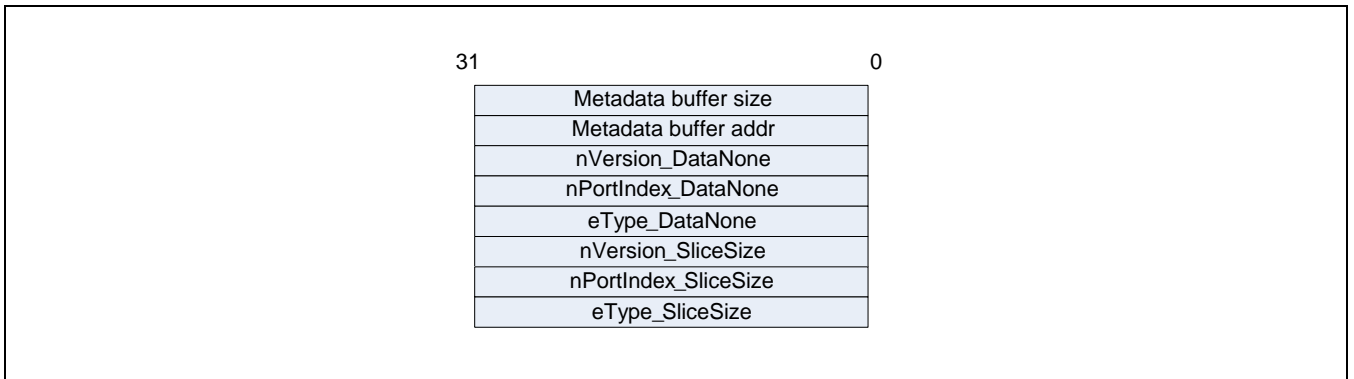 31 0
Metadata buffer size
Metadata buffer addr
nVersion_DataNone
nPortIndex_DataNone
eType_DataNone
nVersion_SliceSize
nPortIndex_SliceSize
eType_SliceSize